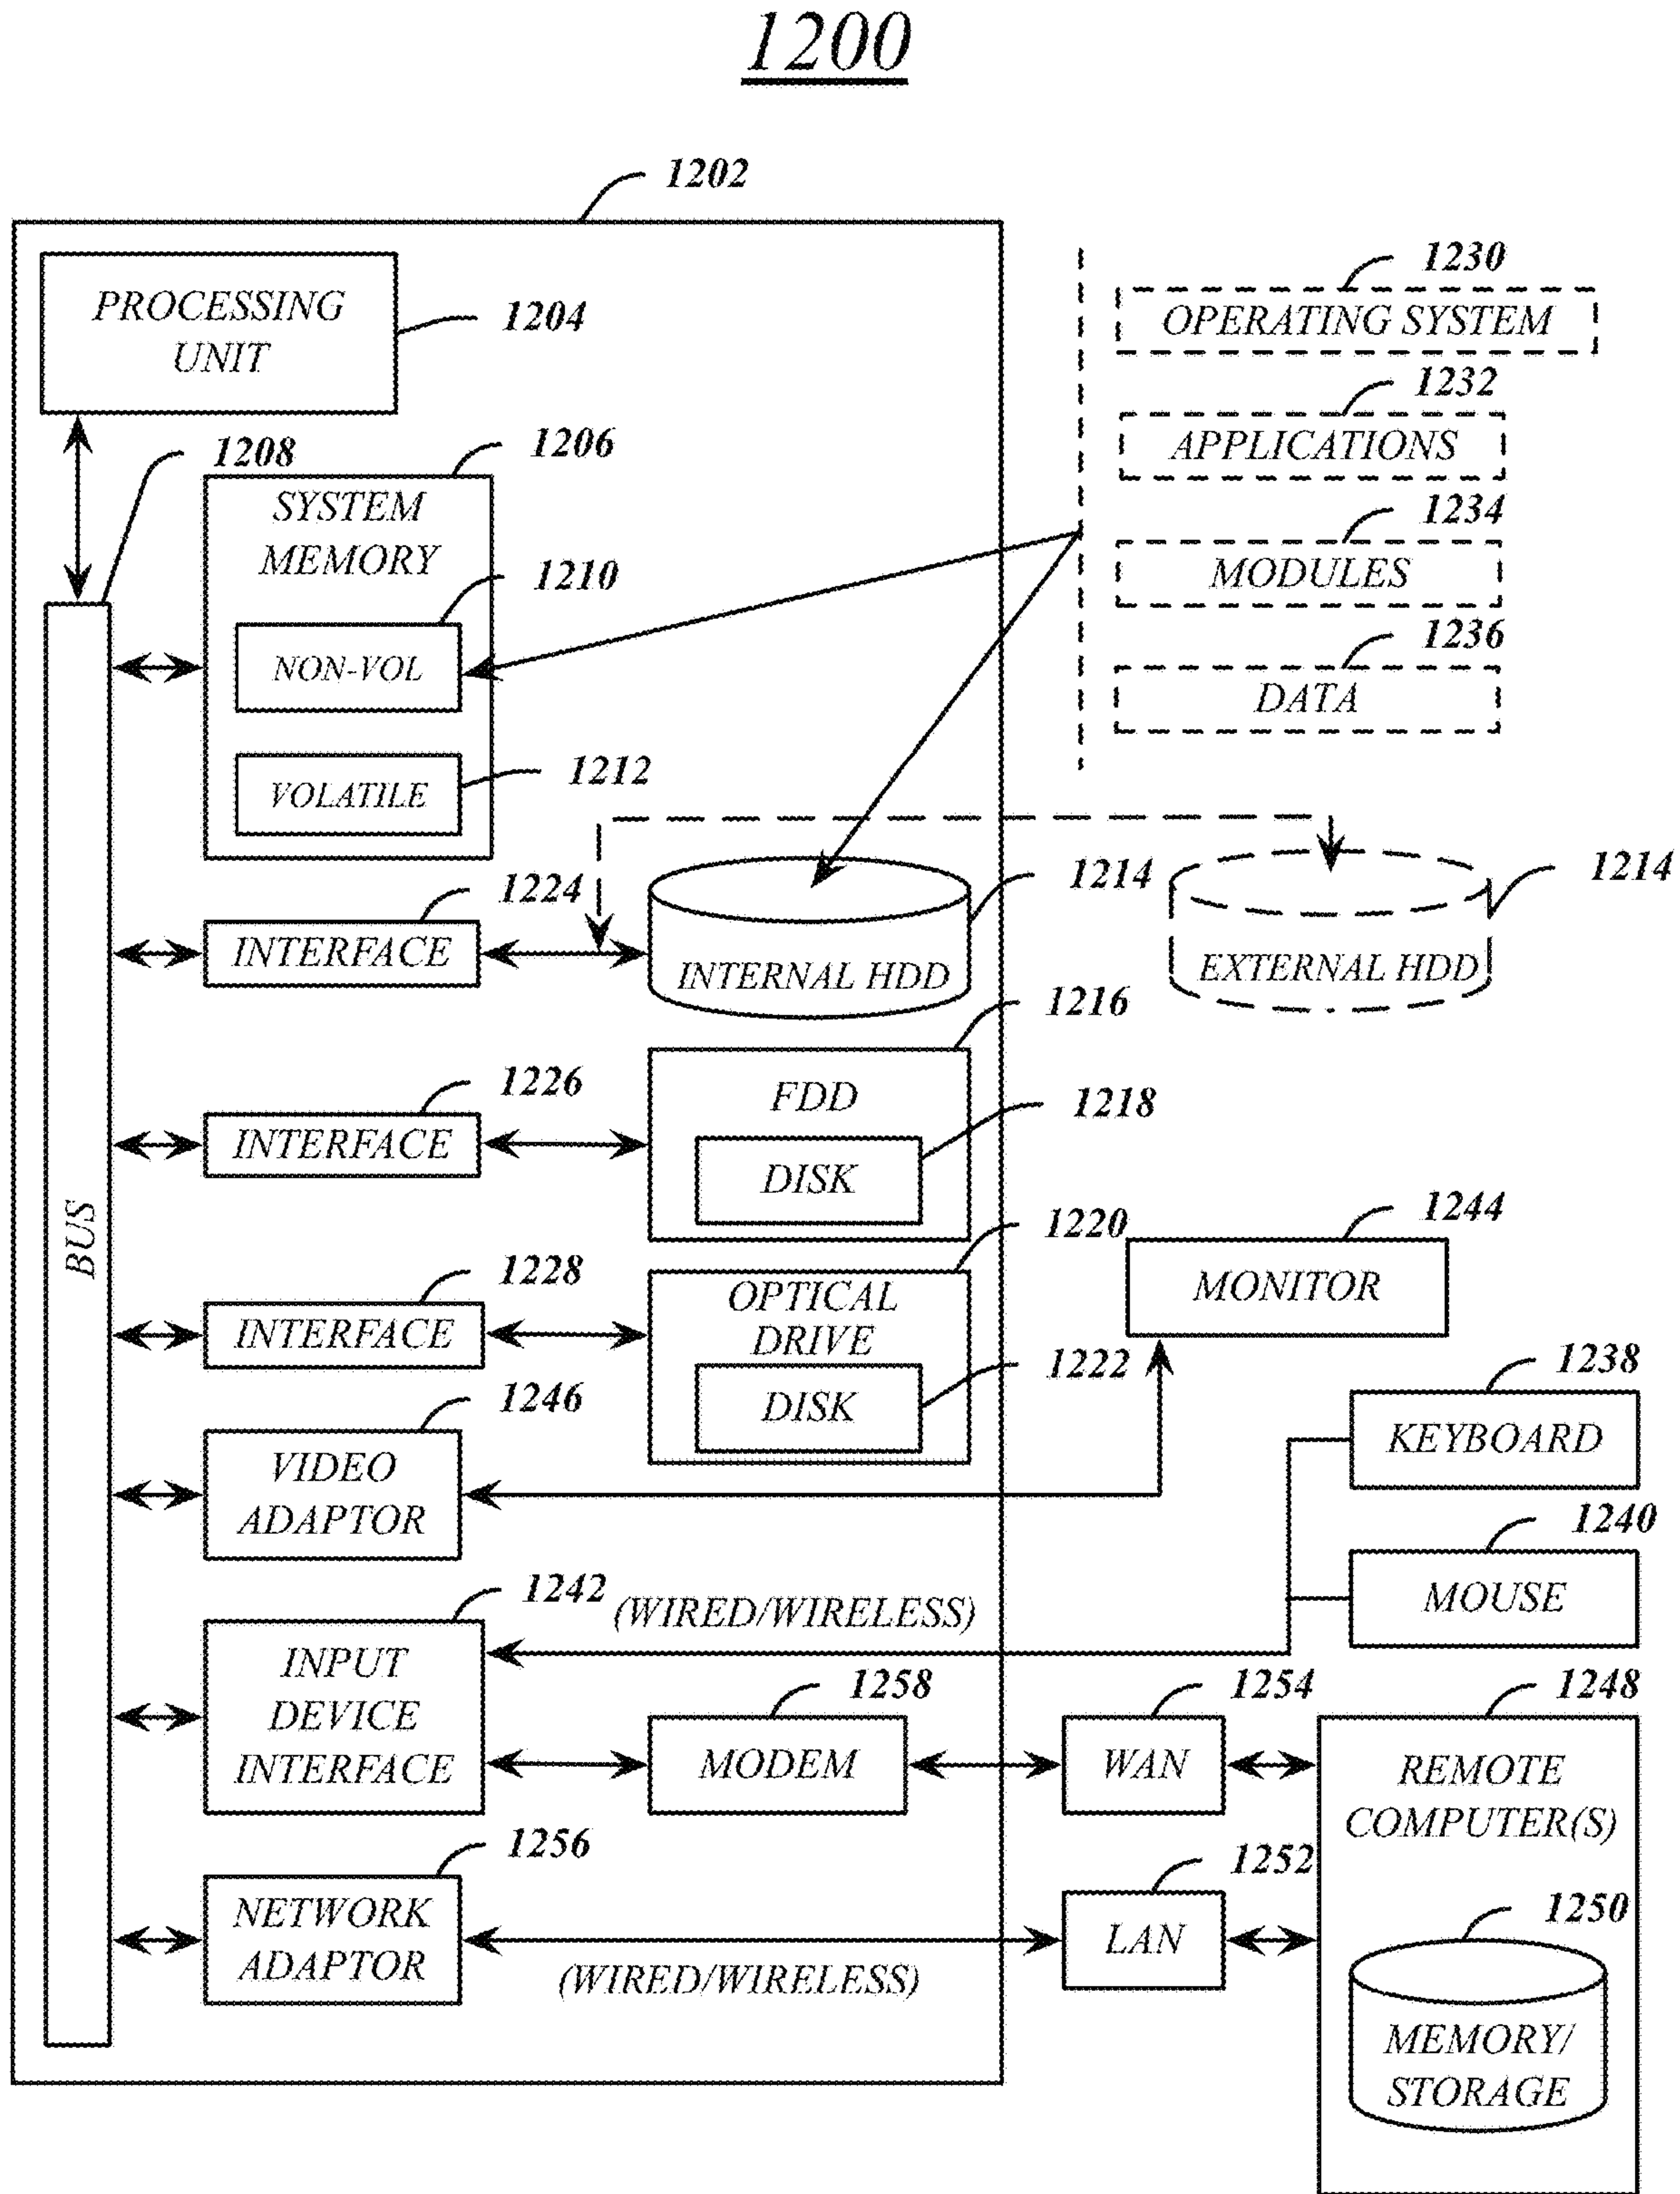 1200
1202
PROCESSING
UNIT
1204
1230
OPERATING SYSTEM
1232
APPLICATIONS
1234
MODULES
1236
DATA
1208
1206
SYSTEM
MEMORY
1210
NON-VOL
1212
VOLATILE
BUS
1224
INTERFACE
1214
INTERNAL HDD
1214
EXTERNAL HDD
1226
INTERFACE
1216
FDD
1218
DISK
1228
INTERFACE
1220
OPTICAL
DRIVE
1222
DISK
1244
MONITOR
1246
VIDEO
ADAPTOR
1238
KEYBOARD
1240
MOUSE
1242
INPUT
DEVICE
INTERFACE
(WIRED/WIRELESS)
1258
MODEM
1254
WAN
1248
REMOTE
COMPUTER(S)
1256
NETWORK
ADAPTOR
(WIRED/WIRELESS)
1252
LAN
1250
MEMORY/
STORAGE